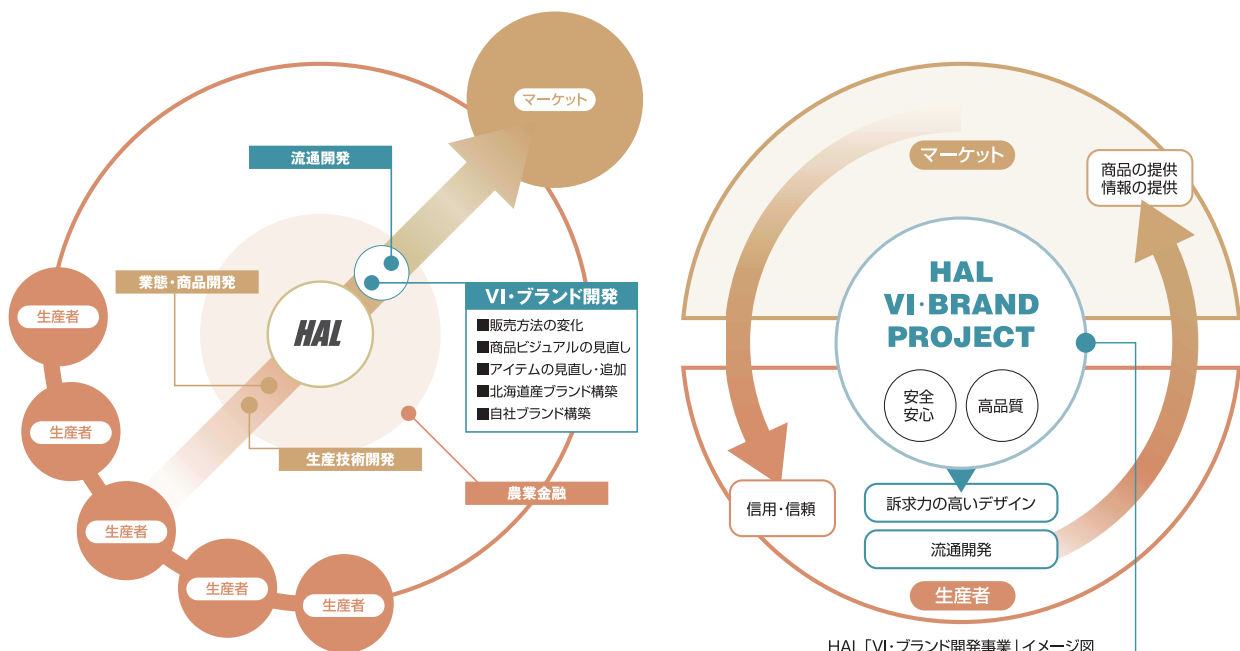 マーケット
流通開発
業態・商品開発
HAL
VI・ブランド開発
■販売方法の変化
■商品ビジュアルの見直し
■アイテムの見直し・追加
■北海道産ブランド構築
■自社ブランド構築
生産技術開発
農業金融
生産者
生産者
生産者
生産者
生産者
マーケット
商品の提供
情報の提供
HAL
VI・BRAND
PROJECT
安全
安心
高品質
信用・信頼
訴求力の高いデザイン
流通開発
生産者
HAL「VI・ブランド開発事業」イメージ図